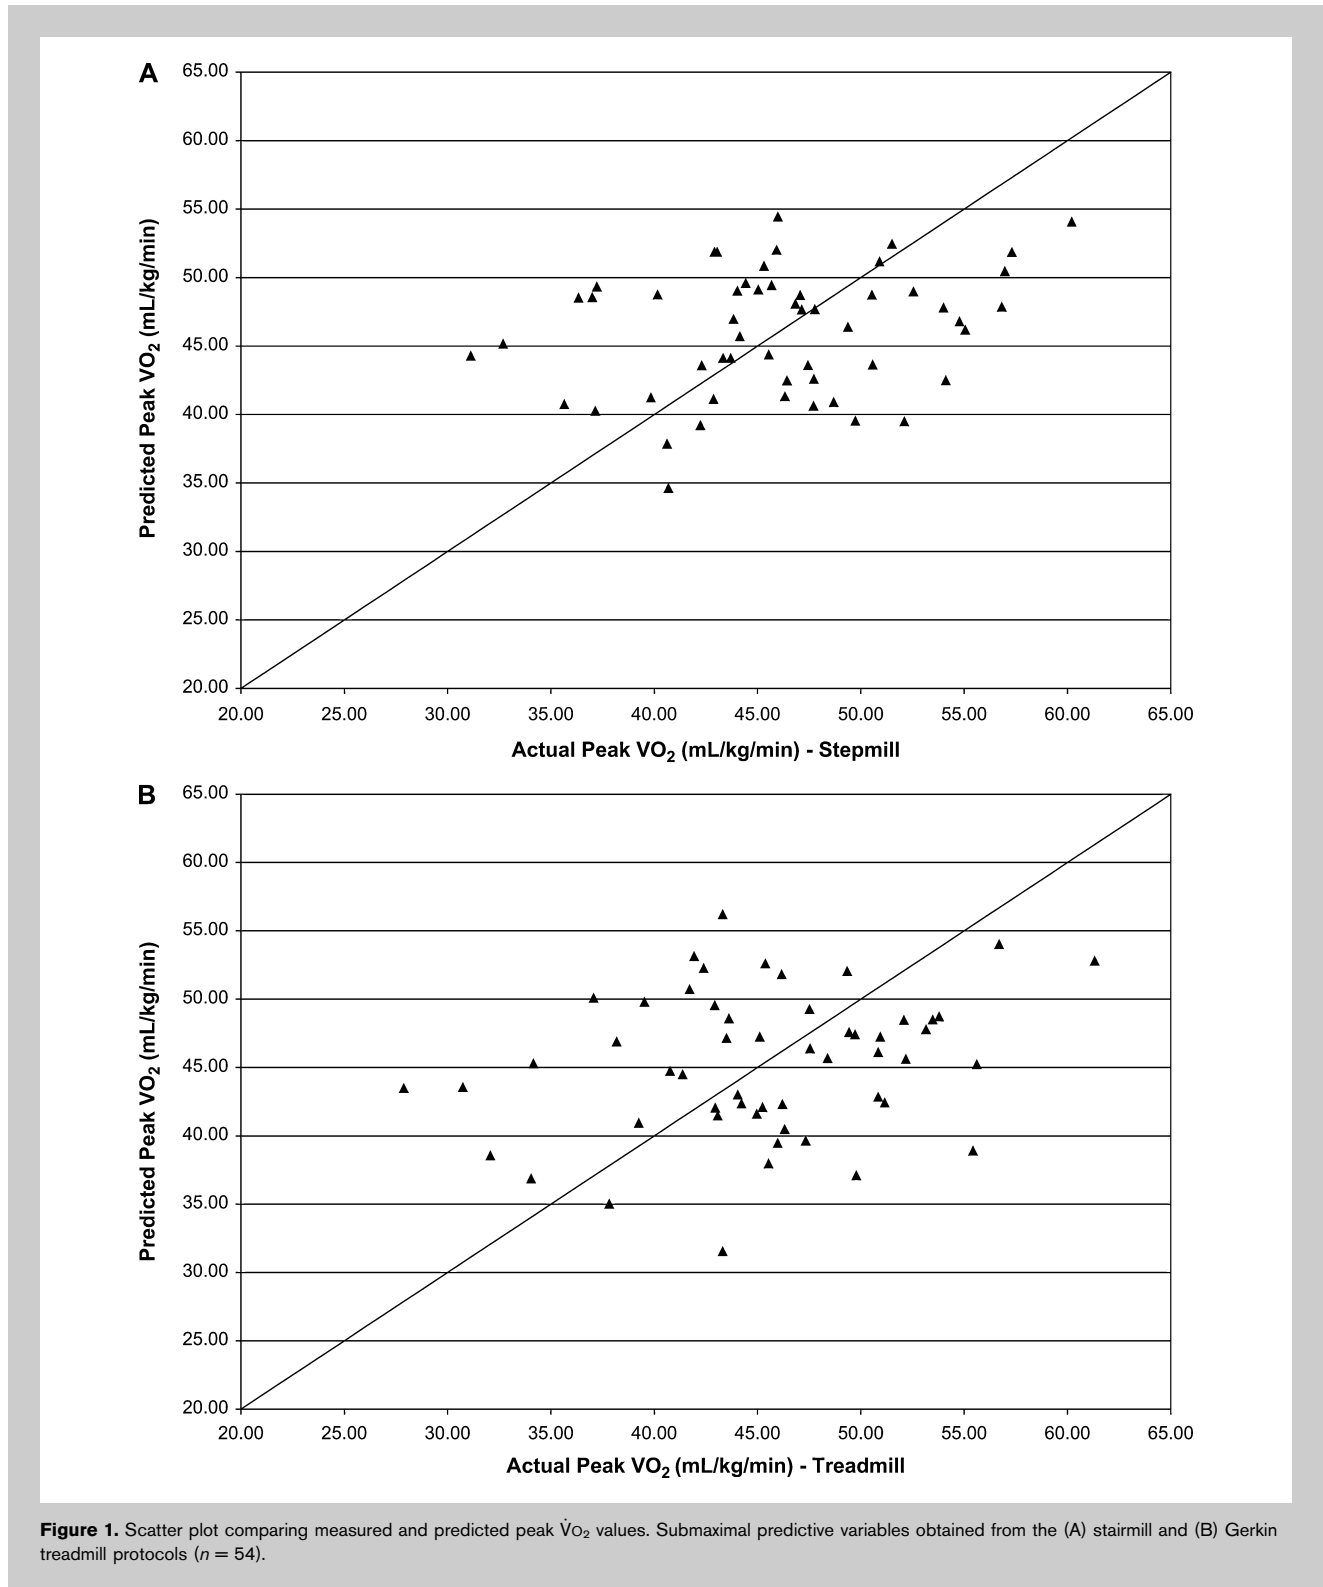 A
65.00
60.00
55.00
50.00
45.00
40.00
35.00
30.00
25.00
20.00
Predicted Peak VO2 (mL/kg/min)
20.00 25.00 30.00 35.00 40.00 45.00 50.00 55.00 60.00 65.00
Actual Peak VO2 (mL/kg/min) - Stepmill
B
65.00
60.00
55.00
50.00
45.00
40.00
35.00
30.00
25.00
20.00
Predicted Peak VO2 (mL/kg/min)
20.00 25.00 30.00 35.00 40.00 45.00 50.00 55.00 60.00 65.00
Actual Peak VO2 (mL/kg/min) - Treadmill
Figure 1. Scatter plot comparing measured and predicted peak V̇O2 values. Submaximal predictive variables obtained from the (A) stairmill and (B) Gerkin
treadmill protocols (n = 54).